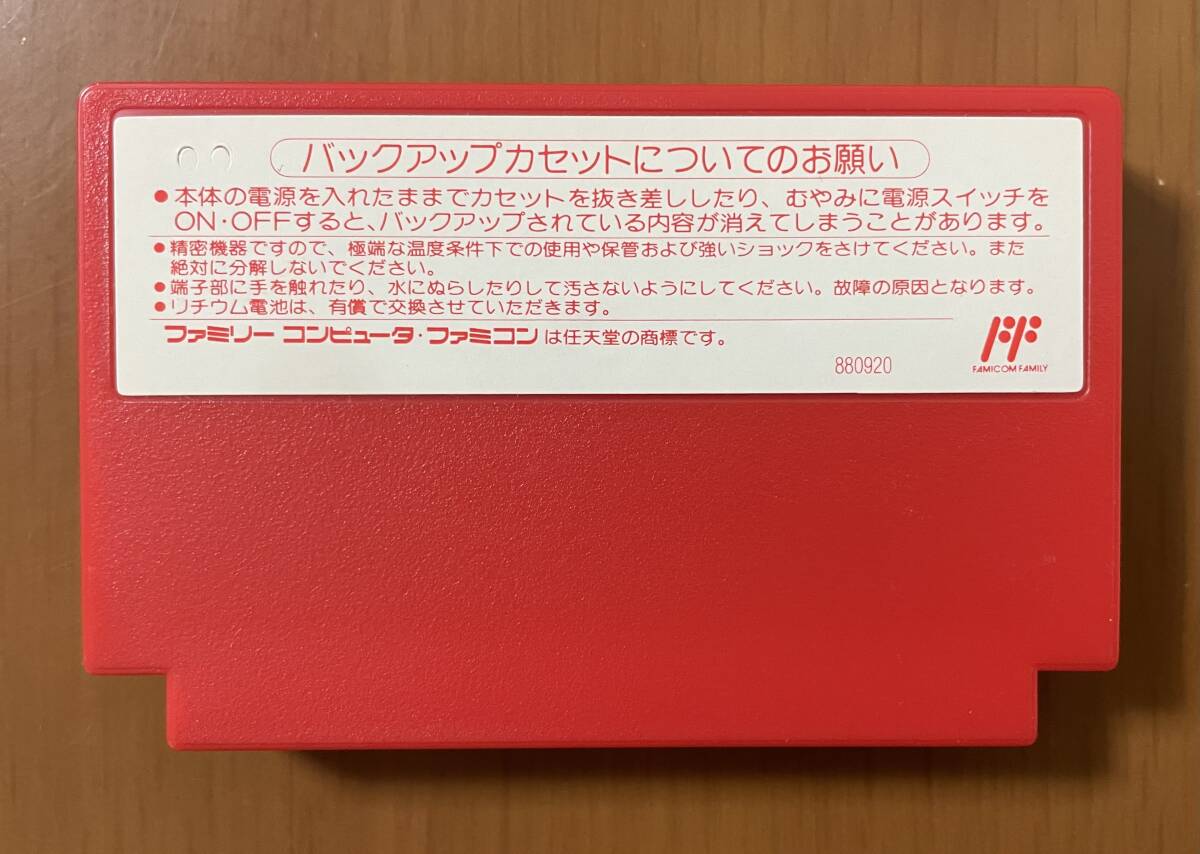 バックアップカセットについてのお願い
●本体の電源を入れたままでカセットを抜き差ししたり、むやみに電源スイッチを
ON・OFFすると、バックアップされている内容が消えてしまうことがあります。
●精密機器ですので、極端な温度条件下での使用や保管および強いショックをさけてください。また
絶対に分解しないでください。
●端子部に手を触れたり、水にぬらしたりして汚さないようにしてください。故障の原因となります。
●リチウム電池は、有償で交換させていただきます。
ファミリー コンピュータ・ファミコンは任天堂の商標です。
880920
FAMICOM FAMILY